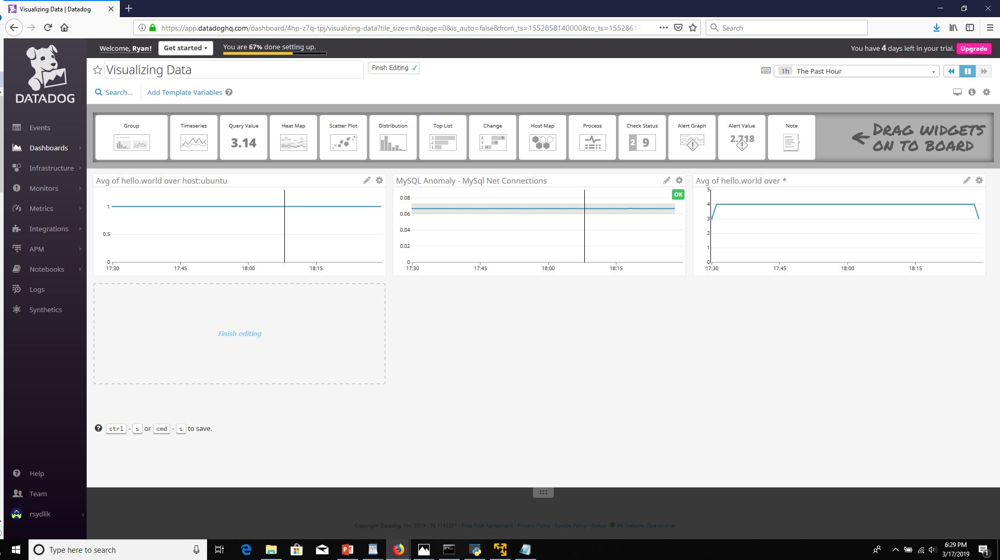 Visualizing Data | Datadog
https://app.datadoghq.com/dashboard/4hp-z7q-tpj/visualizing-data?tile_size=m&page=0&is_auto=false&from_ts=1552858140000&to_ts=1552861
Search
DATADOG
Welcome, Ryan!
Get started
You are 67% done setting up.
You have 4 days left in your trial.
Upgrade
Visualizing Data
Finish Editing
1h The Past Hour
Search...
Add Template Variables
Events
Dashboards
Infrastructure
Monitors
Metrics
Integrations
APM
Notebooks
Logs
Synthetics
Help
Team
rsydlik
Group
Timeseries
Query Value
3.14
Heat Map
Scatter Plot
Distribution
Top List
3
2
1
Change
X
Y
Z
Host Map
Process
Check Status
2 9
Alert Graph
Alert Value
2.718
Note
DRAG WIDGETS
ON TO BOARD
Avg of hello.world over host:ubuntu
1
0.5
0
17:30 17:45 18:00 18:15
MySQL Anomaly - MySql Net Connections
OK
0.08
0.06
0.04
0.02
0
17:30 17:45 18:00 18:15
Avg of hello.world over *
5
4
3
2
1
0
17:30 17:45 18:00 18:15
Finish editing
ctrl - s or cmd - s to save.
Copyright Datadog, Inc. 2019 - 35.1143301 - Free-Trial Agreement - Privacy Policy - Cookie Policy - Status All Systems Operational
Type here to search
6:29 PM
3/17/2019
1